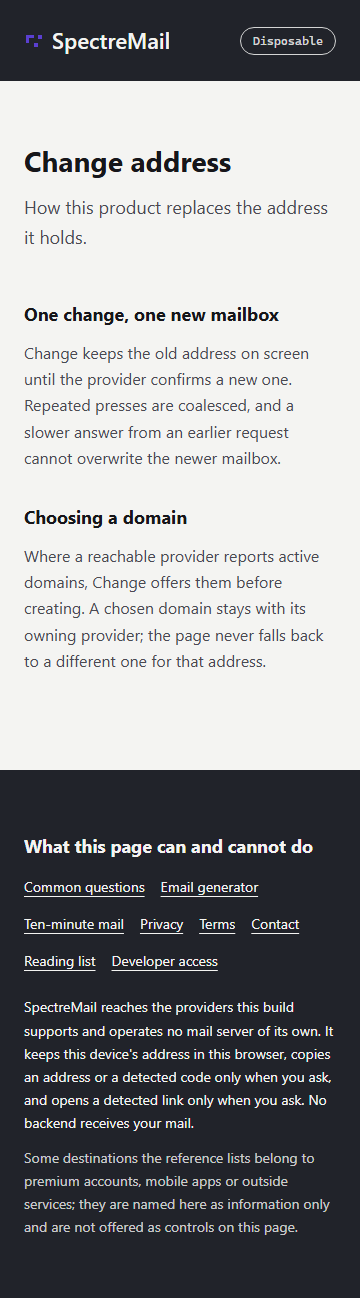 SpectreMail
Disposable
Change address
How this product replaces the address
it holds.
One change, one new mailbox
Change keeps the old address on screen
until the provider confirms a new one.
Repeated presses are coalesced, and a
slower answer from an earlier request
cannot overwrite the newer mailbox.
Choosing a domain
Where a reachable provider reports active
domains, Change offers them before
creating. A chosen domain stays with its
owning provider; the page never falls back
to a different one for that address.
What this page can and cannot do
Common questions Email generator
Ten-minute mail Privacy Terms Contact
Reading list Developer access
SpectreMail reaches the providers this build
supports and operates no mail server of its own. It
keeps this device's address in this browser, copies
an address or a detected code only when you ask,
and opens a detected link only when you ask. No
backend receives your mail.
Some destinations the reference lists belong to
premium accounts, mobile apps or outside
services; they are named here as information only
and are not offered as controls on this page.